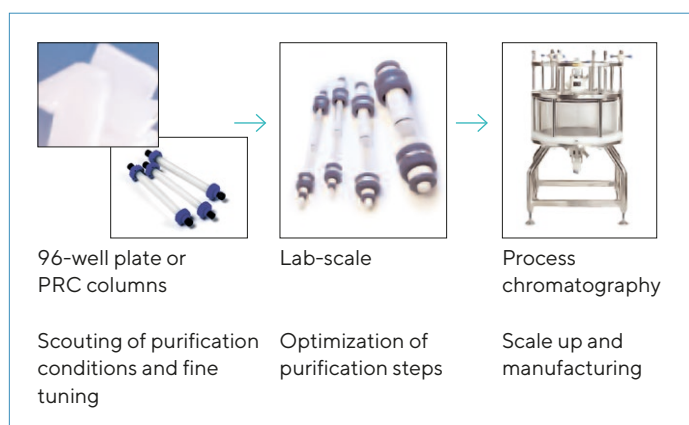 96-well plate or
PRC columns
Lab-scale
Process
chromatography
Scouting of purification
conditions and fine
tuning
Optimization of
purification steps
Scale up and
manufacturing